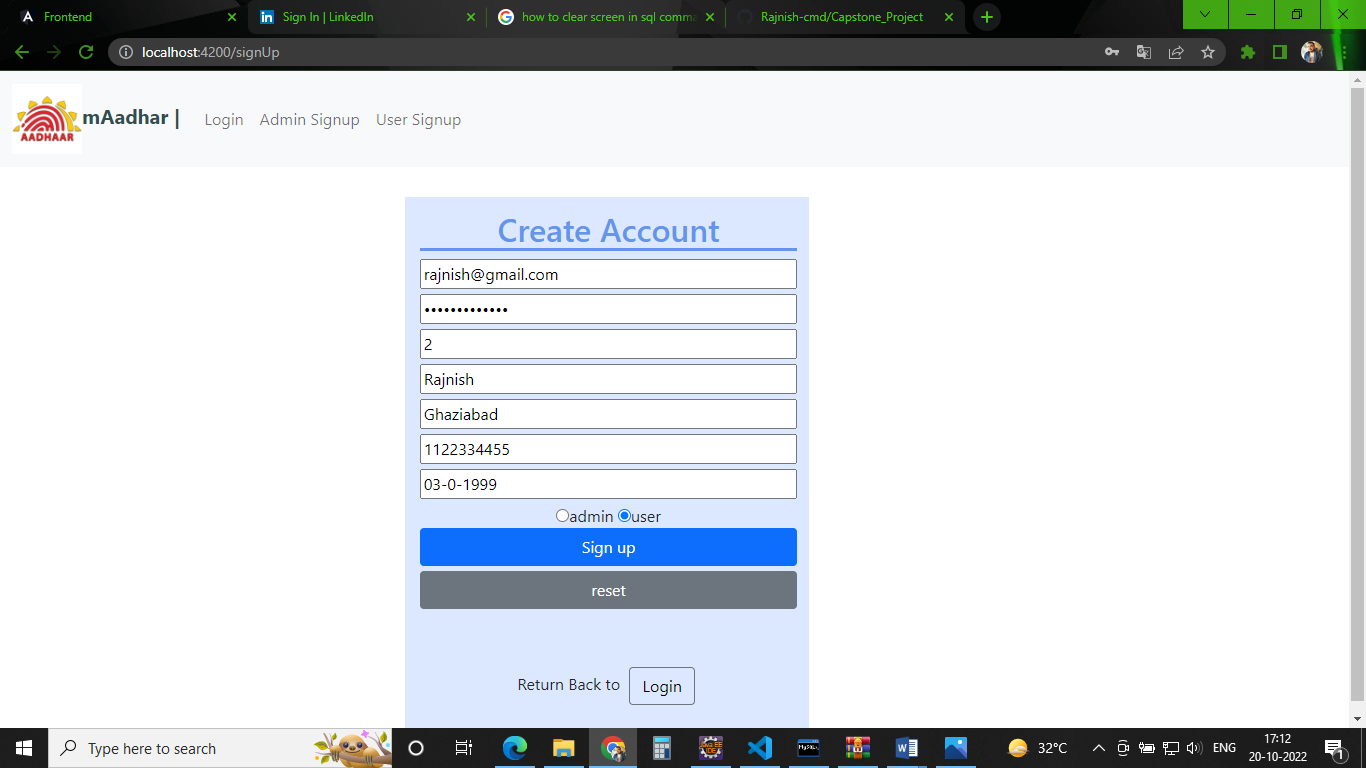 Frontend
Sign In | LinkedIn
how to clear screen in sql comma
Rajnish-cmd/Capstone_Project
localhost:4200/signUp
AADHAAR
mAadhar |
Login
Admin Signup
User Signup
Create Account
rajnish@gmail.com
•••••••••••••
2
Rajnish
Ghaziabad
1122334455
03-0-1999
admin user
Sign up
reset
Return Back to Login
Type here to search
32°C
ENG
17:12
20-10-2022
1